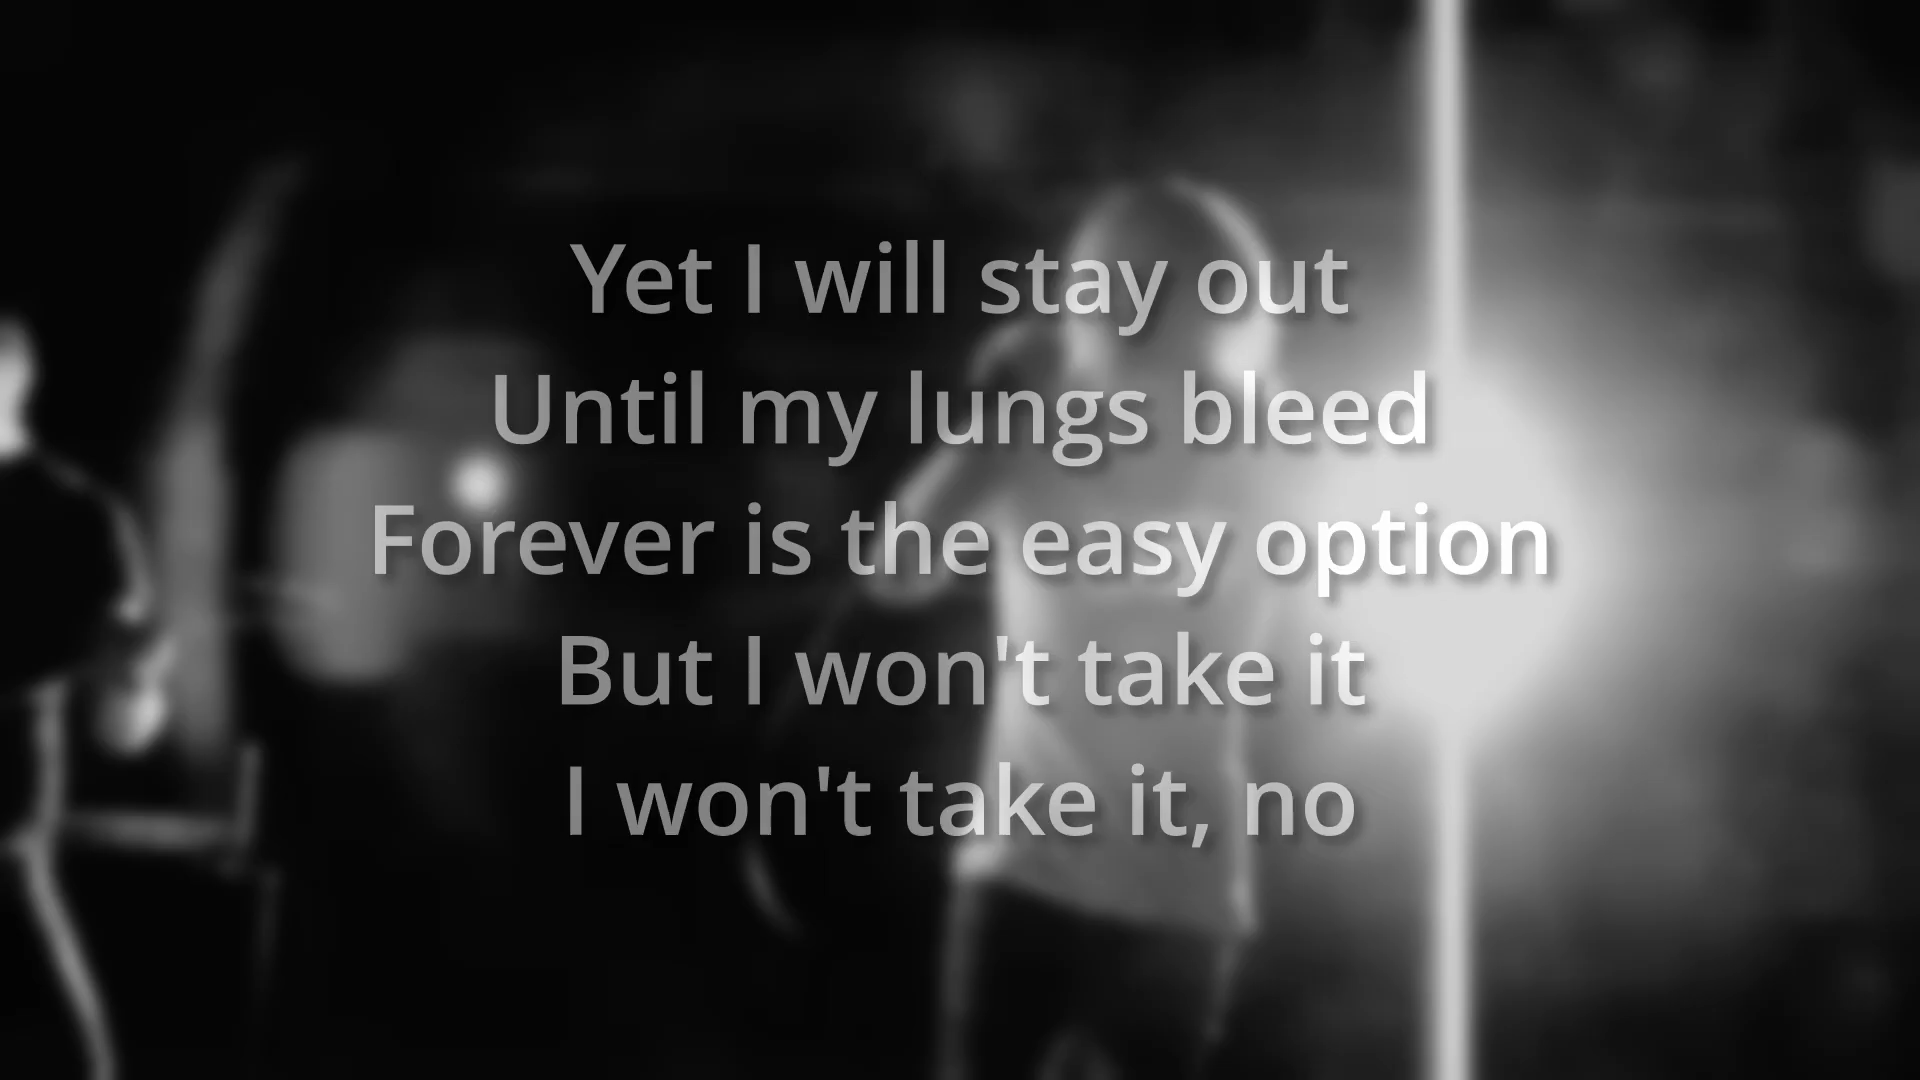 Yet I will stay out
Until my lungs bleed
Forever is the easy option
But I won't take it
I won't take it, no